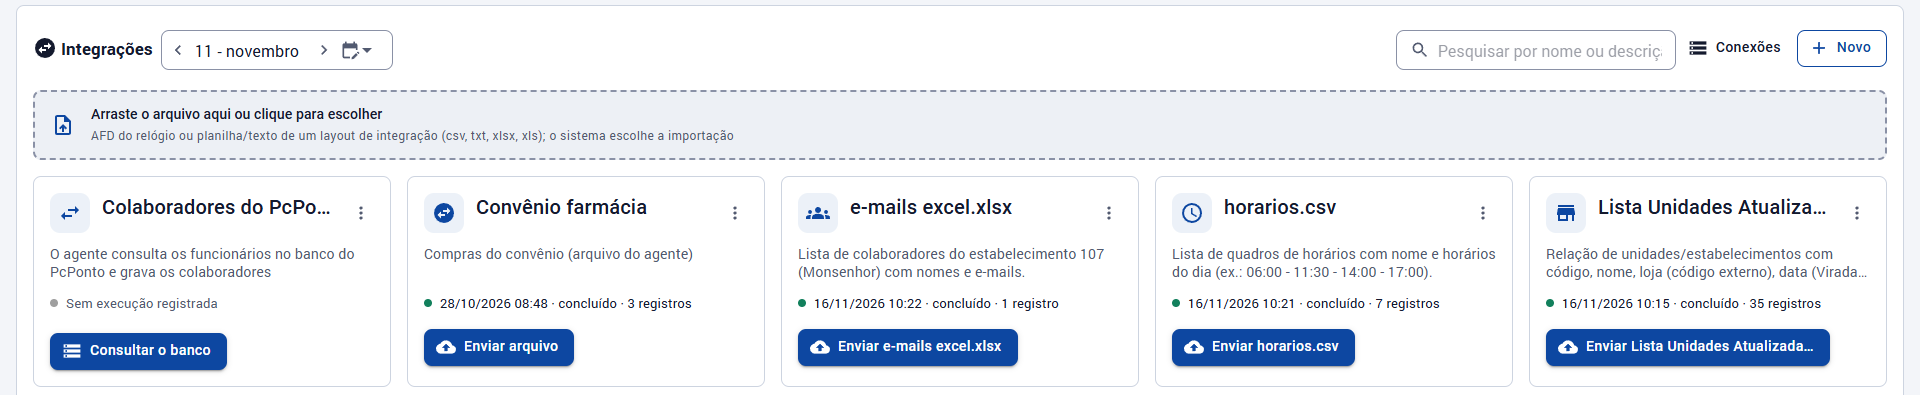 Integrações
11 - novembro
Pesquisar por nome ou descriç
Conexões
Novo
Arraste o arquivo aqui ou clique para escolher
AFD do relógio ou planilha/texto de um layout de integração (csv, txt, xlsx, xls); o sistema escolhe a importação
Colaboradores do PcPo...
O agente consulta os funcionários no banco do
PcPonto e grava os colaboradores
Sem execução registrada
Consultar o banco
Convênio farmácia
Compras do convênio (arquivo do agente)
28/10/2026 08:48 · concluído · 3 registros
Enviar arquivo
e-mails excel.xlsx
Lista de colaboradores do estabelecimento 107
(Monsenhor) com nomes e e-mails.
16/11/2026 10:22 · concluído · 1 registro
Enviar e-mails excel.xlsx
horarios.csv
Lista de quadros de horários com nome e horários
do dia (ex.: 06:00 - 11:30 - 14:00 - 17:00).
16/11/2026 10:21 · concluído · 7 registros
Enviar horarios.csv
Lista Unidades Atualiza...
Relação de unidades/estabelecimentos com
código, nome, loja (código externo), data (Virada...
16/11/2026 10:15 · concluído · 35 registros
Enviar Lista Unidades Atualizada...